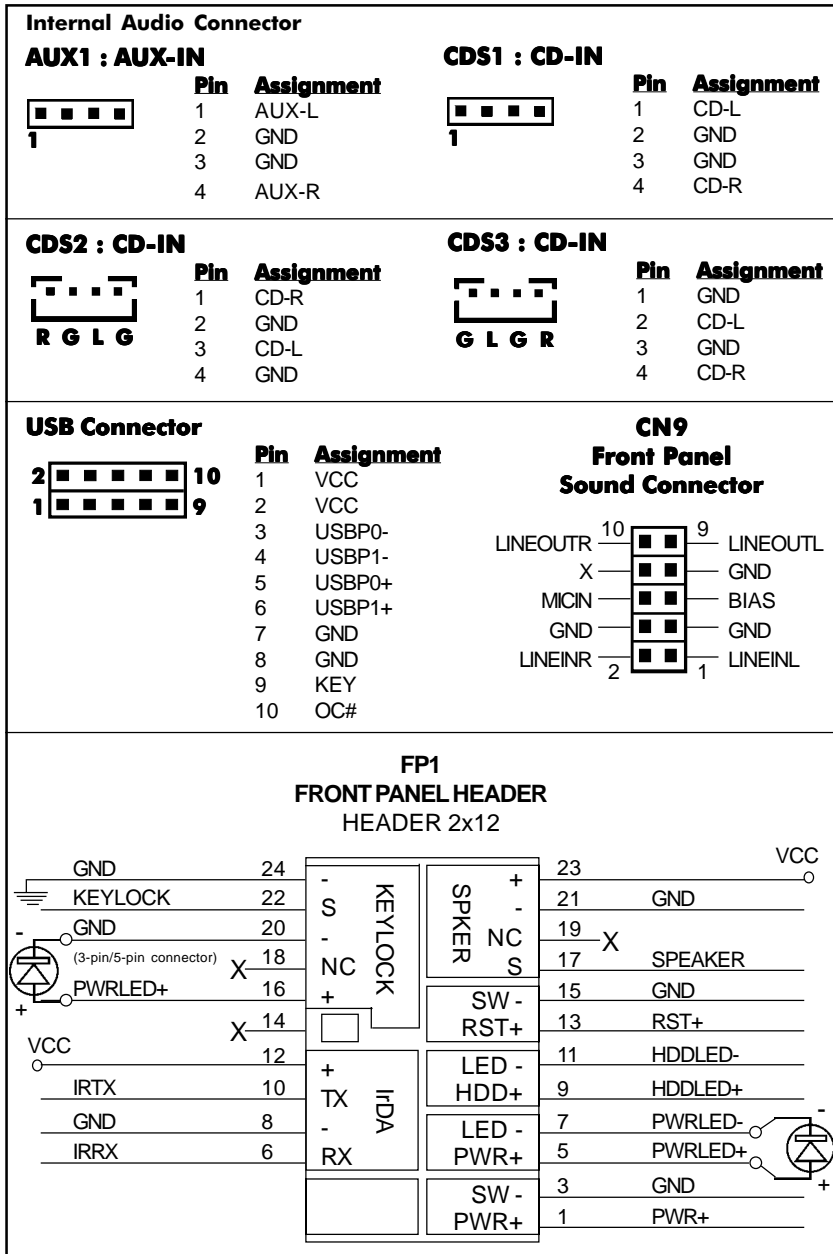 Internal Audio Connector
AUX1 : AUX-IN
Pin Assignment
1 AUX-L
2 GND
3 GND
4 AUX-R
1
CDS1 : CD-IN
Pin Assignment
1 CD-L
2 GND
3 GND
4 CD-R
1
CDS2 : CD-IN
Pin Assignment
1 CD-R
2 GND
3 CD-L
4 GND
R G L G
CDS3 : CD-IN
Pin Assignment
1 GND
2 CD-L
3 GND
4 CD-R
G L G R
USB Connector
2 10
1 9
Pin Assignment
1 VCC
2 VCC
3 USBP0-
4 USBP1-
5 USBP0+
6 USBP1+
7 GND
8 GND
9 KEY
10 OC#
CN9
Front Panel
Sound Connector
LINEOUTR 10 9 LINEOUTL
X GND
MICIN BIAS
GND GND
LINEINR 2 1 LINEINL
FP1
FRONT PANEL HEADER
HEADER 2x12
GND 24 - + 23 VCC
KEYLOCK 22 S - 21 GND
- GND 20 - NC 19 X
(3-pin/5-pin connector) X 18 NC S 17 SPEAKER
+ PWRLED+ 16 + SW - 15 GND
X 14 RST+ 13 RST+
KEYLOCK
SPKER
VCC 12 + LED - 11 HDDLED-
IRTX 10 TX HDD+ 9 HDDLED+
GND 8 - LED - 7 PWRLED- -
IRRX 6 RX PWR+ 5 PWRLED+ +
IrDA
SW - 3 GND
PWR+ 1 PWR+